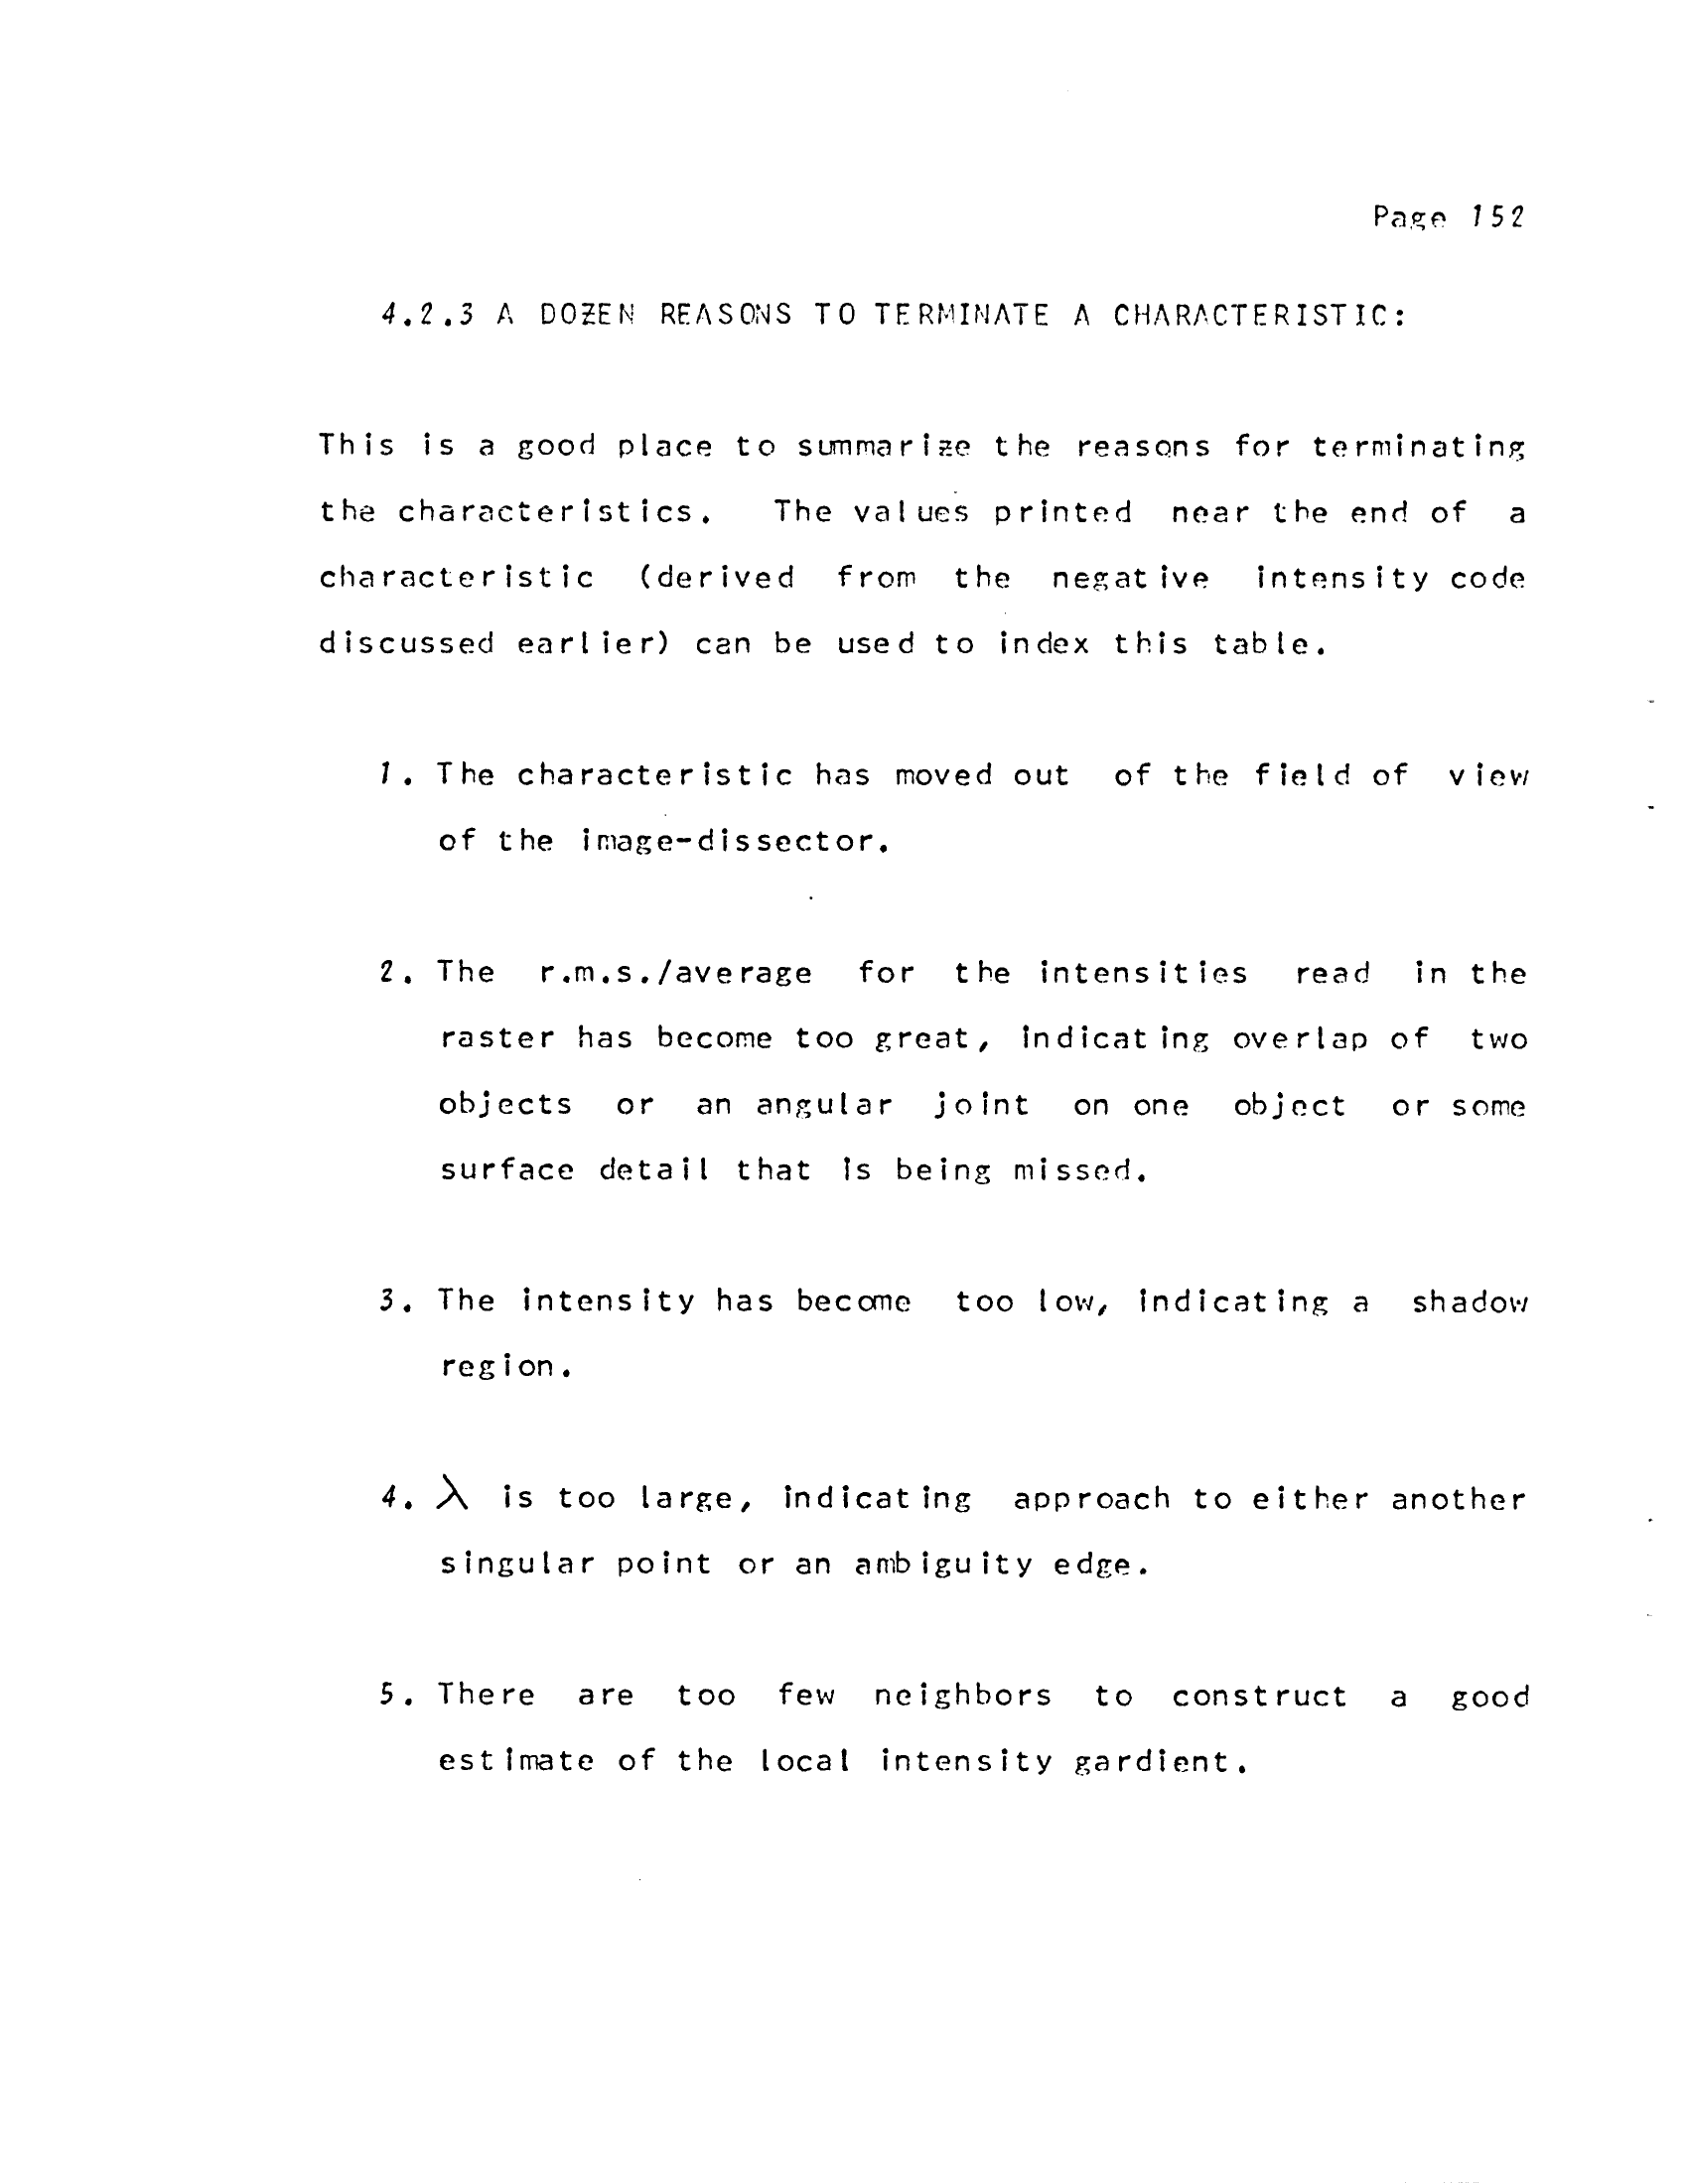 Page 152
4.2.3 A DOZEN REASONS TO TERMINATE A CHARACTERISTIC:
This is a good place to summarize the reasons for terminating
the characteristics. The values printed near the end of a
characteristic (derived from the negative intensity code
discussed earlier) can be used to index this table.
1. The characteristic has moved out of the field of view
of the image-dissector.
2. The r.m.s./average for the intensities read in the
raster has become too great, indicating overlap of two
objects or an angular joint on one object or some
surface detail that is being missed.
3. The intensity has become too low, indicating a shadow
region.
4. λ is too large, indicating approach to either another
singular point or an ambiguity edge.
5. There are too few neighbors to construct a good
estimate of the local intensity gardient.